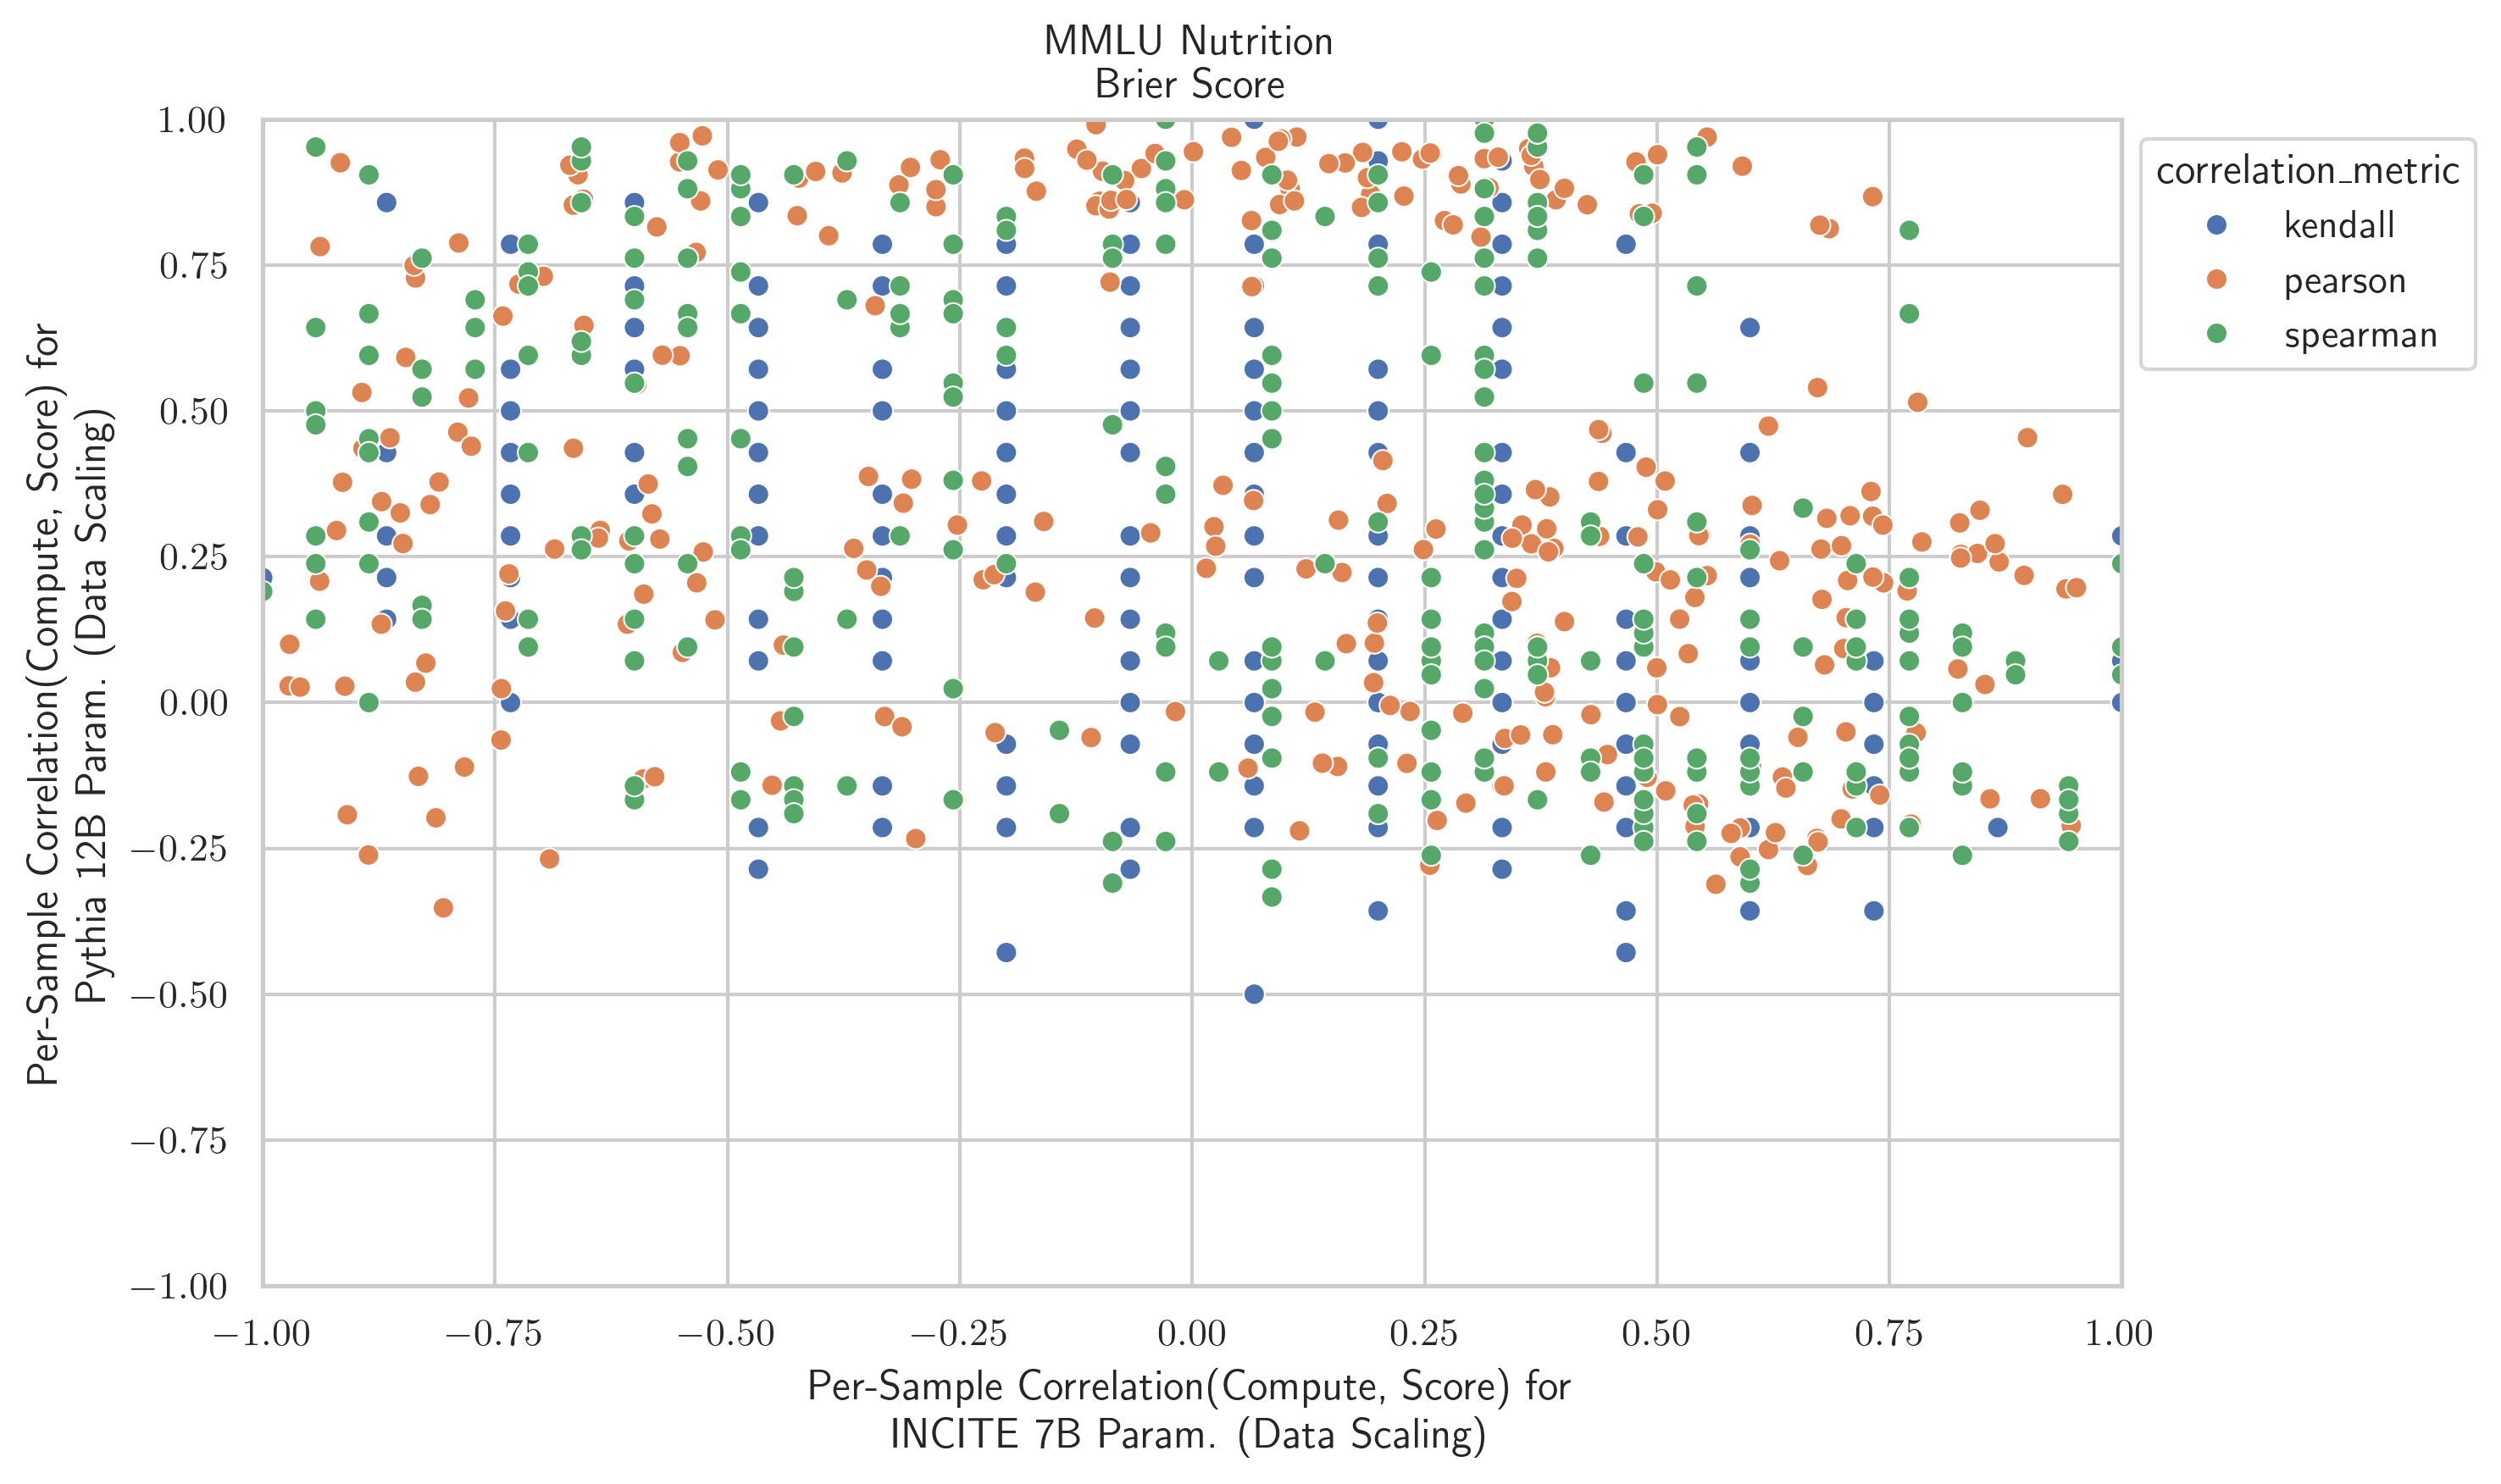 MMLU Nutrition
Brier Score
Per-Sample Correlation(Compute, Score) for
Pythia 12B Param. (Data Scaling)
1.00
0.75
0.50
0.25
0.00
−0.25
−0.50
−0.75
−1.00
−1.00
−0.75
−0.50
−0.25
0.00
0.25
0.50
0.75
1.00
Per-Sample Correlation(Compute, Score) for
INCITE 7B Param. (Data Scaling)
correlation_metric
kendall
pearson
spearman